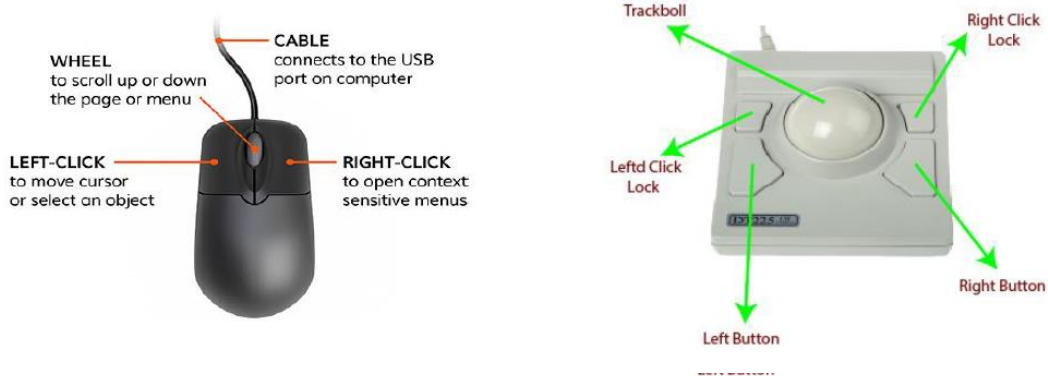 CABLE
connects to the USB
port on computer
WHEEL
to scroll up or down
the page or menu
LEFT-CLICK
to move cursor
or select an object
RIGHT-CLICK
to open context
sensitive menus
Trackboll
Right Click
Lock
Leftd Click
Lock
Right Button
Left Button